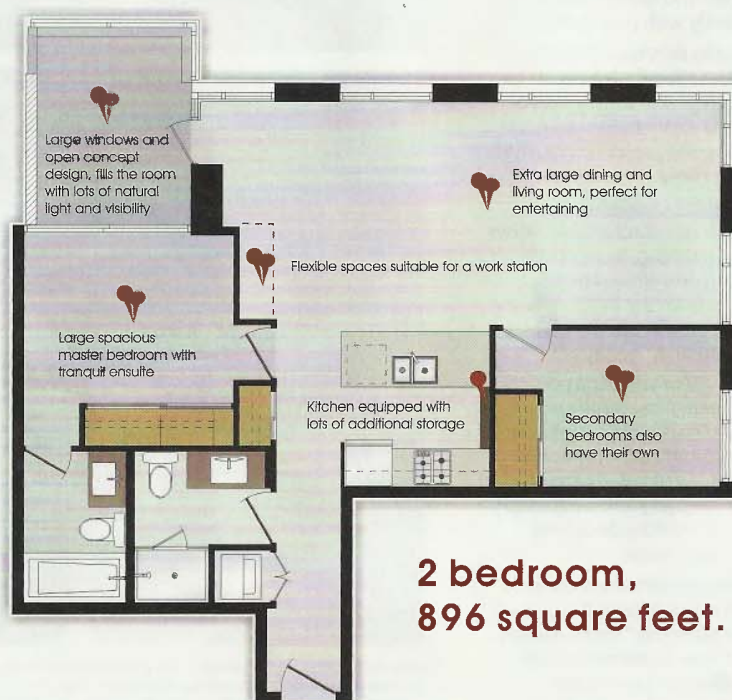 Large windows and
open concept
design, fills the room
with lots of natural
light and visibility
Extra large dining and
living room, perfect for
entertaining
Flexible spaces suitable for a work station
Large spacious
master bedroom with
tranquil ensuite
Kitchen equipped with
lots of additional storage
Secondary
bedrooms also
have their own
2 bedroom,
896 square feet.